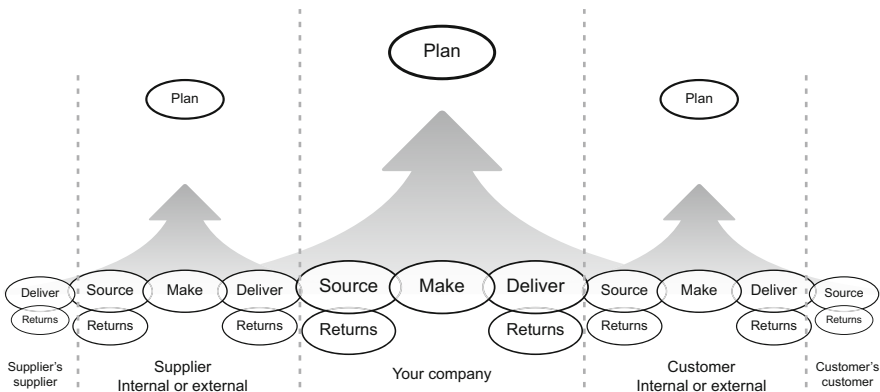 Plan
Plan
Plan
Deliver Source Make Deliver Source Make Deliver Source Make Deliver Source
Returns Returns Returns Returns Returns Returns Returns Returns
Supplier's
supplier
Supplier
Internal or external
Your company
Customer
Internal or external
Customer's
customer